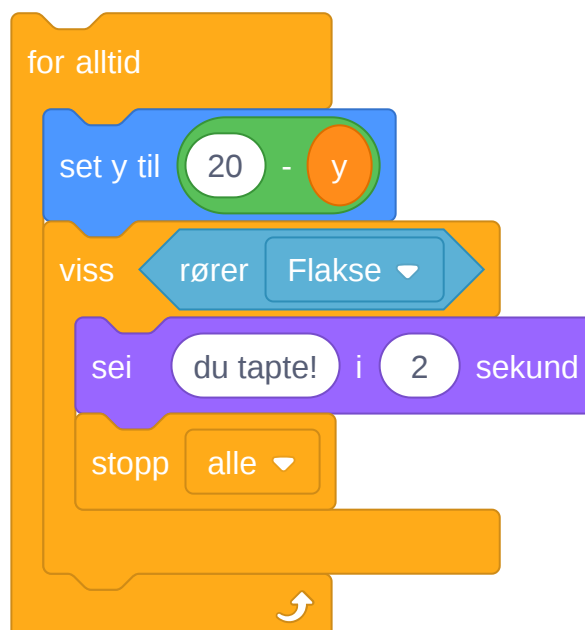 for alltid
set y til 20 - y
viss rører Flakse
sei du tapte! i 2 sekund
stopp alle